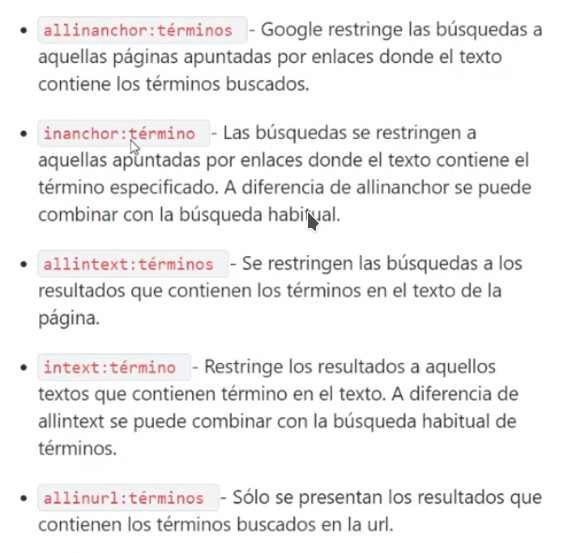 allinanchor:términos - Google restringe las búsquedas a
aquellas páginas apuntadas por enlaces donde el texto
contiene los términos buscados.
inanchor:término - Las búsquedas se restringen a
aquellas apuntadas por enlaces donde el texto contiene el
término especificado. A diferencia de allinanchor se puede
combinar con la búsqueda habitual.
allintext:términos - Se restringen las búsquedas a los
resultados que contienen los términos en el texto de la
página.
intext:término - Restringe los resultados a aquellos
textos que contienen término en el texto. A diferencia de
allintext se puede combinar con la búsqueda habitual de
términos.
allinurl:términos - Sólo se presentan los resultados que
contienen los términos buscados en la url.